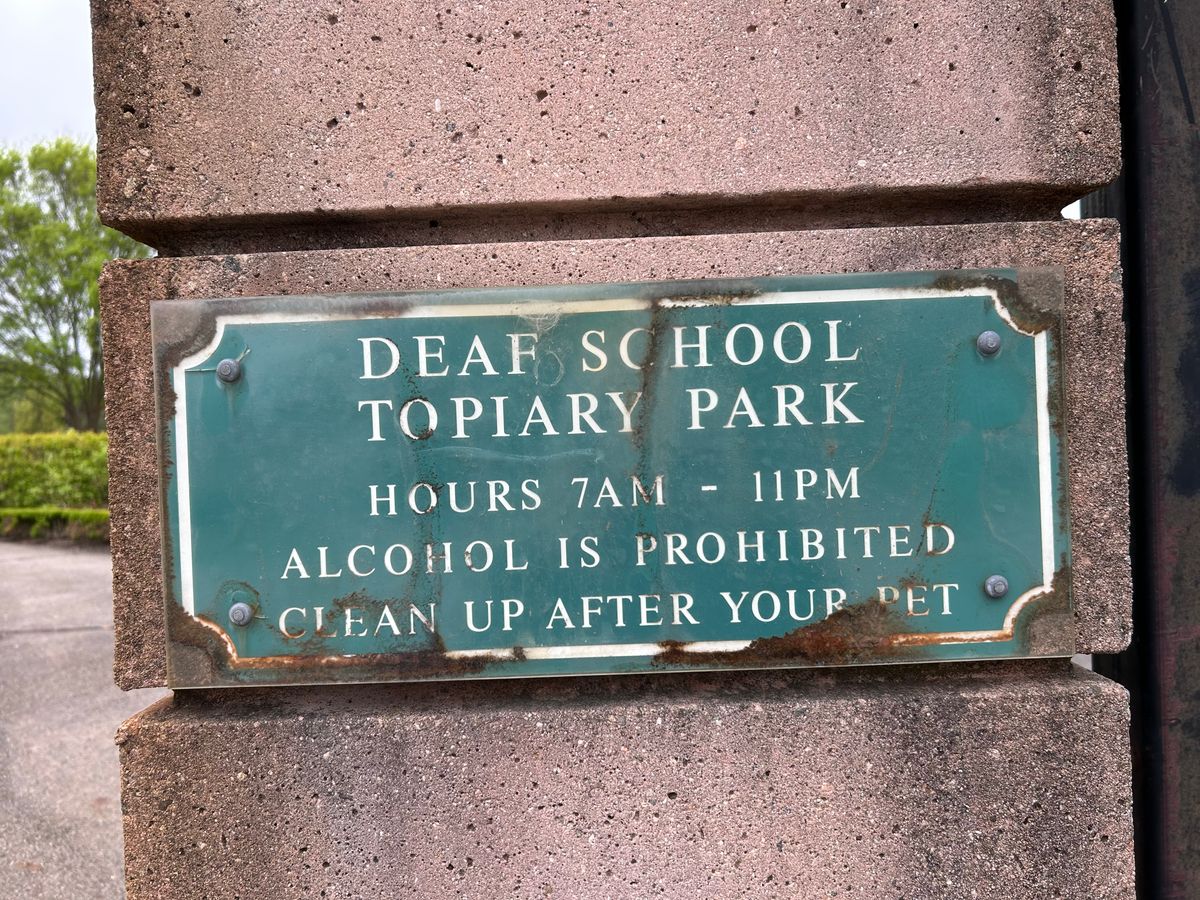 DEAF SCHOOL
TOPIARY PARK
HOURS 7AM - 11PM
ALCOHOL IS PROHIBITED
CLEAN UP AFTER YOUR PET